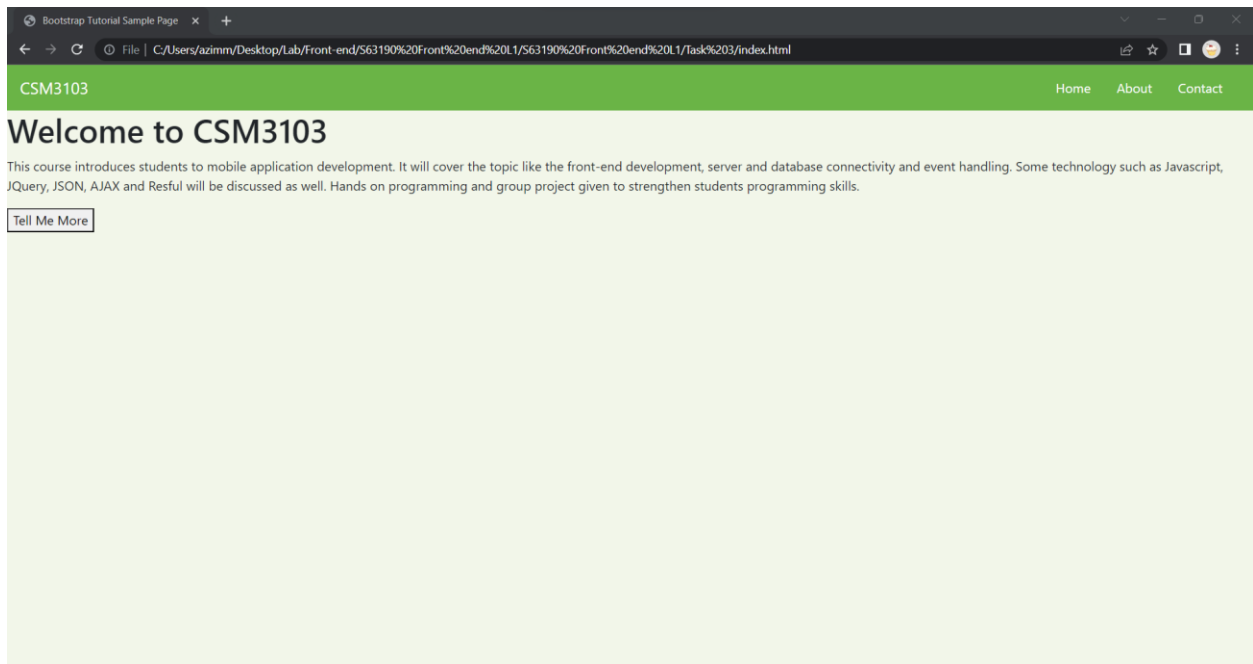 Bootstrap Tutorial Sample Page
File | C:/Users/azimm/Desktop/Lab/Front-end/S63190%20Front%20end%20L1/S63190%20Front%20end%20L1/Task%203/index.html
CSM3103 Home About Contact
Welcome to CSM3103
This course introduces students to mobile application development. It will cover the topic like the front-end development, server and database connectivity and event handling. Some technology such as Javascript,
JQuery, JSON, AJAX and Resful will be discussed as well. Hands on programming and group project given to strengthen students programming skills.
Tell Me More